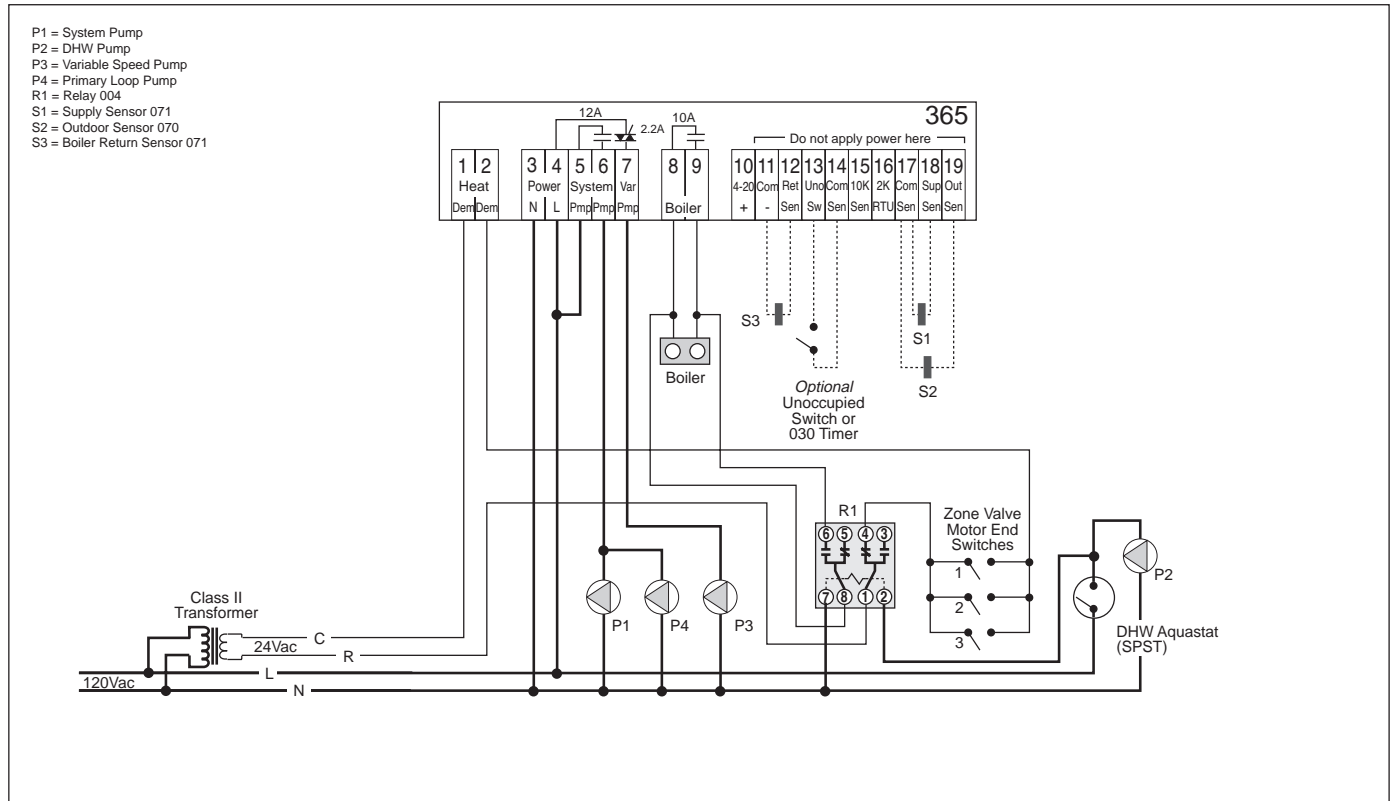 P1 = System Pump
P2 = DHW Pump
P3 = Variable Speed Pump
P4 = Primary Loop Pump
R1 = Relay 004
S1 = Supply Sensor 071
S2 = Outdoor Sensor 070
S3 = Boiler Return Sensor 071
365
12A
2.2A
10A
Do not apply power here
1 2
Heat
Dem Dem
3 4 5 6 7
Power System Var
N L Pmp Pmp Pmp
8 9
Boiler
10 11 12 13 14 15 16 17 18 19
4-20 Com Ret Uno Com 10K 2K Com Sup Out
+ - Sen Sw Sen Sen RTU Sen Sen Sen
S3
S1
S2
Boiler
Optional
Unoccupied
Switch or
030 Timer
R1
6 5 4 3
7 8 1 2
Zone Valve
Motor End
Switches
1
2
3
P2
DHW Aquastat
(SPST)
P1
P4
P3
Class II
Transformer
24Vac
C
R
120Vac
L
N